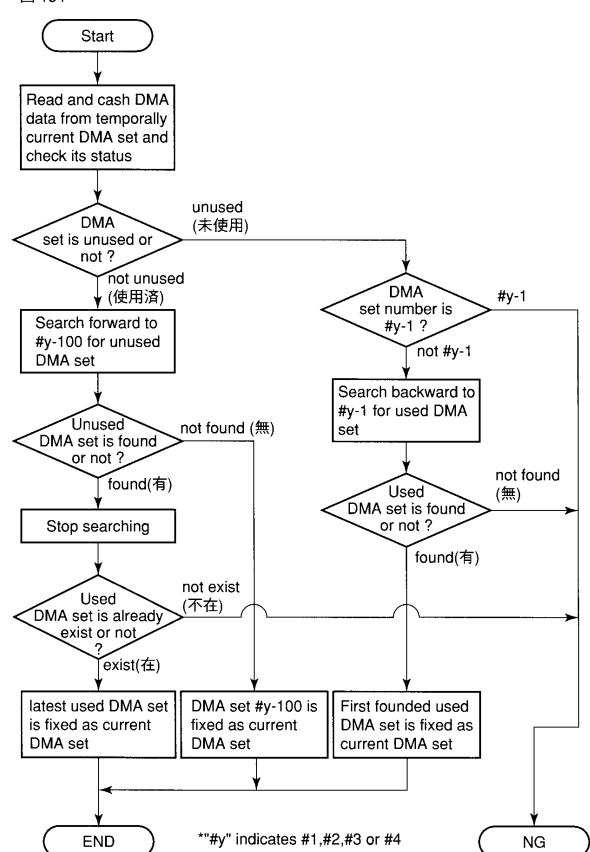 Start
Read and cash DMA
data from temporally
current DMA set and
check its status
DMA
set is unused or
not ?
unused
(未使用)
not unused
(使用済)
DMA
set number is
#y-1 ?
#y-1
not #y-1
Search forward to
#y-100 for unused
DMA set
Search backward to
#y-1 for used DMA
set
Unused
DMA set is found
or not ?
not found (無)
found(有)
Used
DMA set is found
or not ?
not found
(無)
found(有)
Stop searching
Used
DMA set is already
exist or not
?
not exist
(不在)
exist(在)
latest used DMA set
is fixed as current
DMA set
DMA set #y-100 is
fixed as current
DMA set
First founded used
DMA set is fixed as
current DMA set
END
*"#y" indicates #1,#2,#3 or #4
NG